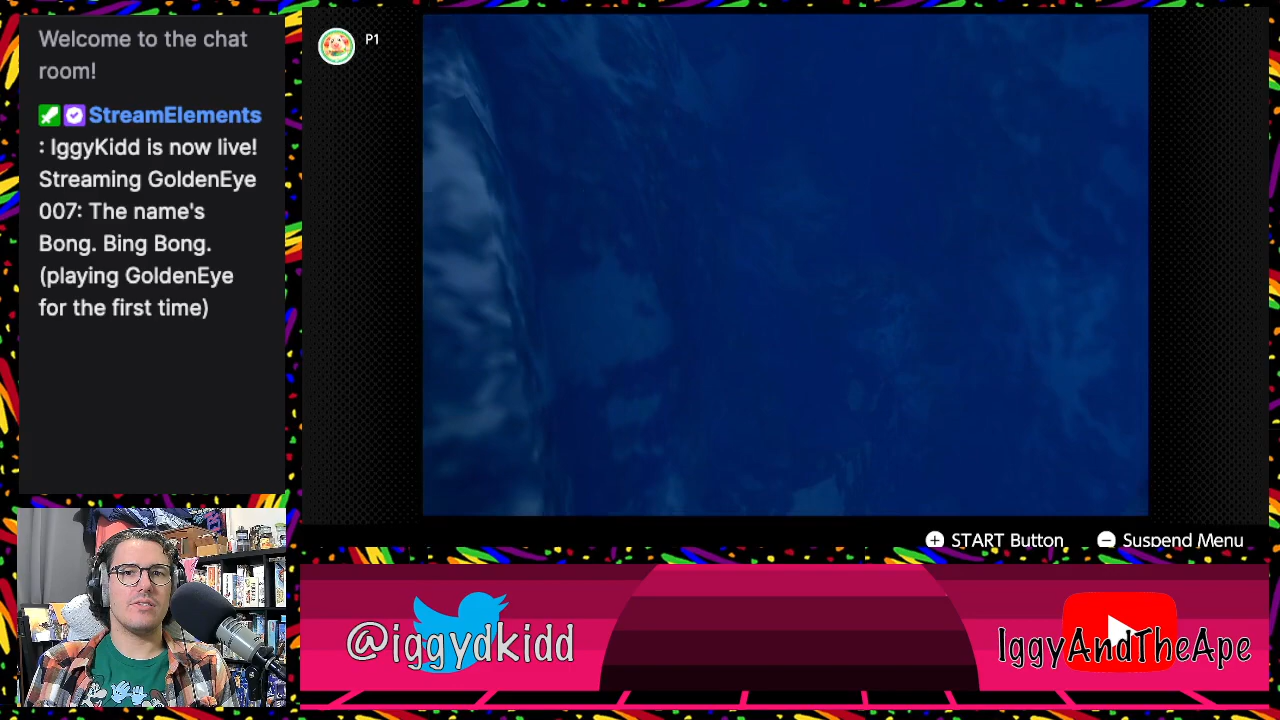 Welcome to the chat
room!
StreamElements
: IggyKidd is now live!
Streaming GoldenEye
007: The name's
Bong. Bing Bong.
(playing GoldenEye
for the first time)
P1
START Button
Suspend Menu
@iggydkidd
IggyAndTheApe